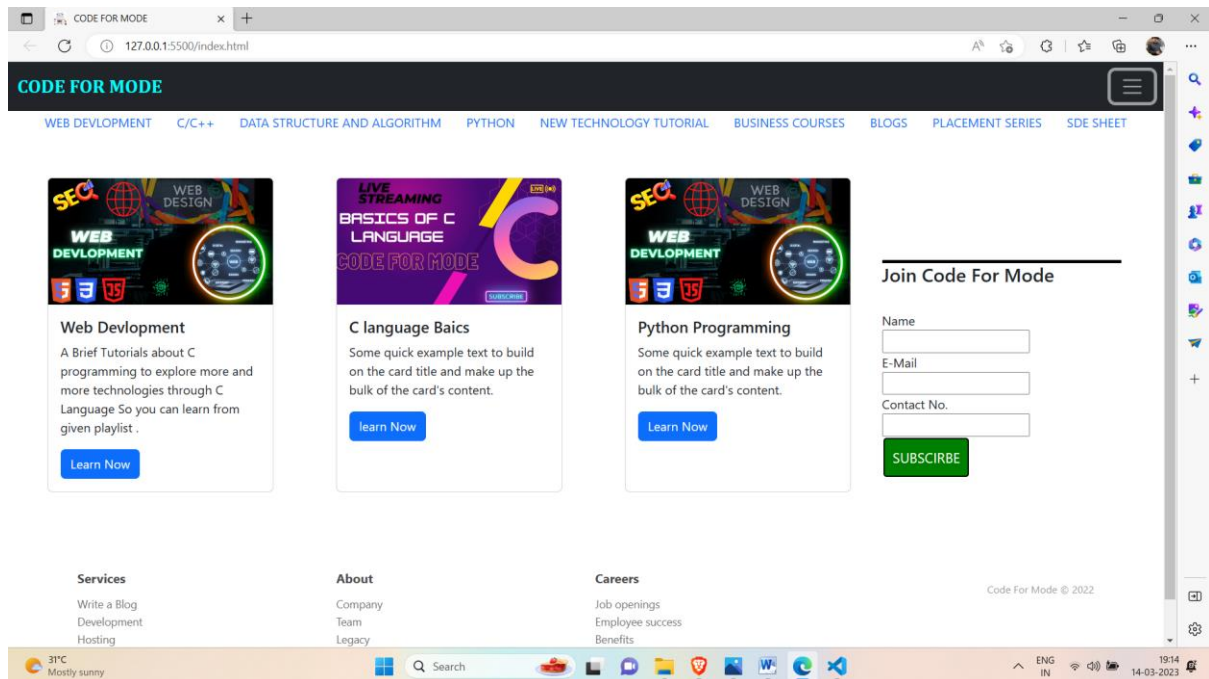 CODE FOR MODE
127.0.0.1:5500/index.html
CODE FOR MODE
WEB DEVLOPMENT C/C++ DATA STRUCTURE AND ALGORITHM PYTHON NEW TECHNOLOGY TUTORIAL BUSINESS COURSES BLOGS PLACEMENT SERIES SDE SHEET
SEO
WEB
DESIGN
WEB
DEVLOPMENT
Web Devlopment
A Brief Tutorials about C
programming to explore more and
more technologies through C
Language So you can learn from
given playlist .
Learn Now
LIVE
STREAMING
LIVE
BASICS OF C
LANGUAGE
CODE FOR MODE
SUBSCRIBE
C language Baics
Some quick example text to build
on the card title and make up the
bulk of the card's content.
learn Now
SEO
WEB
DESIGN
WEB
DEVLOPMENT
Python Programming
Some quick example text to build
on the card title and make up the
bulk of the card's content.
Learn Now
Join Code For Mode
Name
E-Mail
Contact No.
SUBSCIRBE
Services
Write a Blog
Development
Hosting
About
Company
Team
Legacy
Careers
Job openings
Employee success
Benefits
Code For Mode © 2022
31°C
Mostly sunny
Search
ENG
IN
19:14
14-03-2023